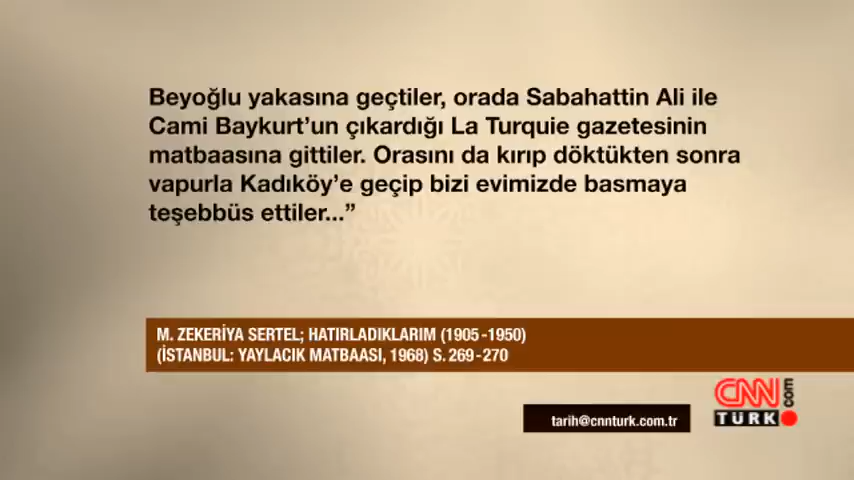 Beyoğlu yakasına geçtiler, orada Sabahattin Ali ile
Cami Baykurt’un çıkardığı La Turquie gazetesinin
matbaasına gittiler. Orasını da kırıp döktükten sonra
vapurla Kadıköy’e geçip bizi evimizde basmaya
teşebbüs ettiler...”
M. ZEKERİYA SERTEL; HATIRLADIKLARIM (1905-1950)
(İSTANBUL: YAYLACIK MATBAASI, 1968) S. 269-270
tarih@cnnturk.com.tr
CNN
TÜRK
com